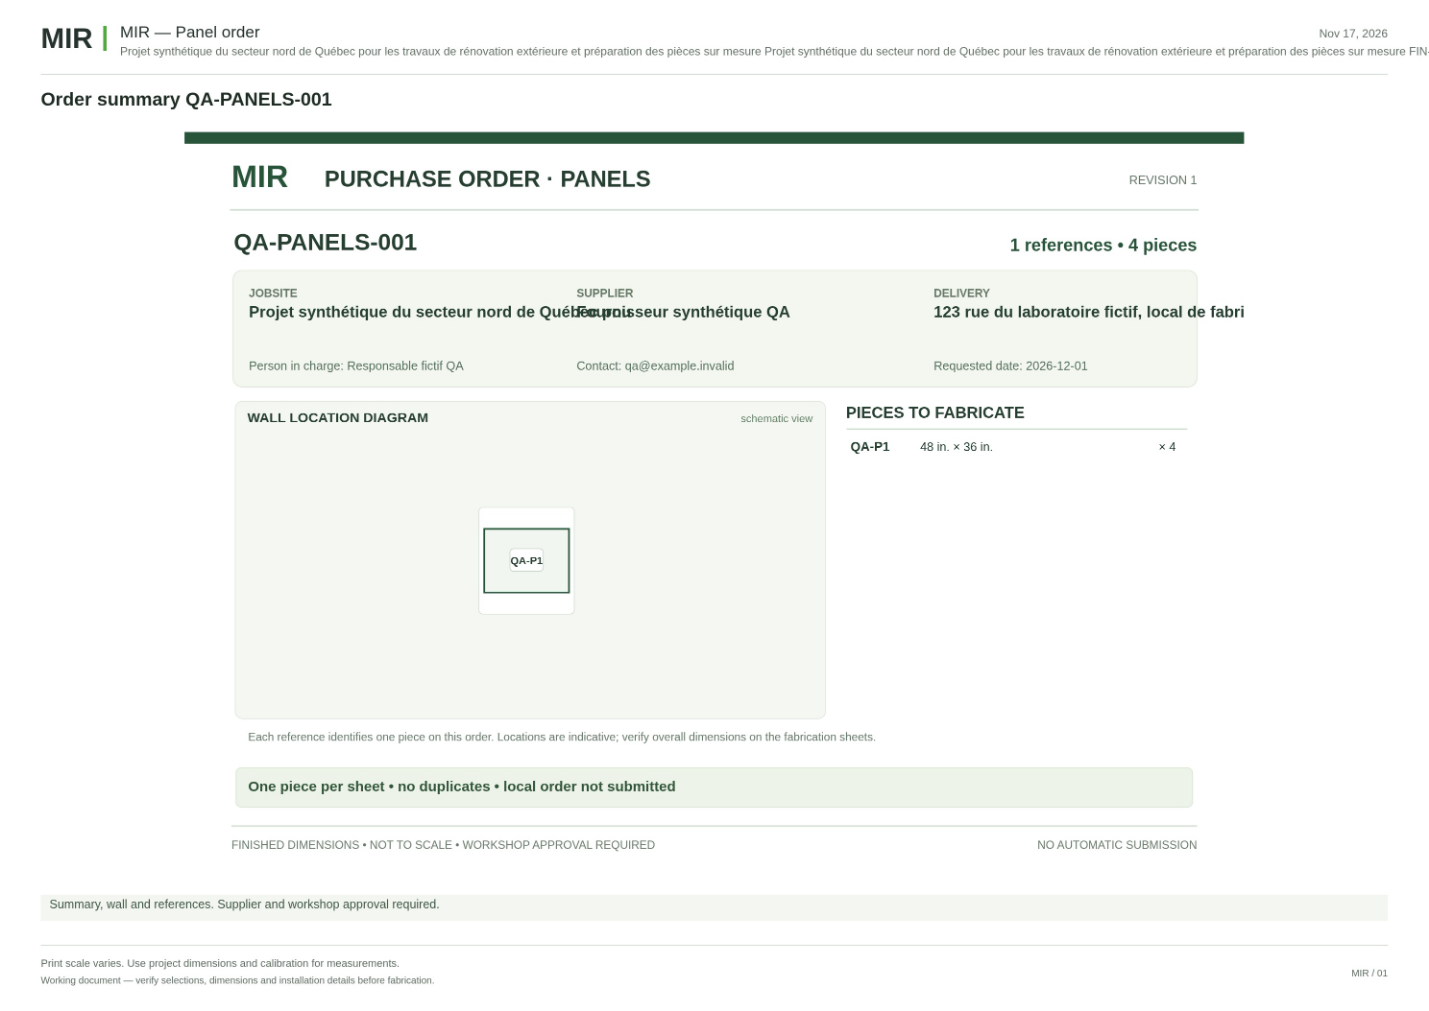 MIR
MIR — Panel order
Nov 17, 2026
Projet synthétique du secteur nord de Québec pour les travaux de rénovation extérieure et préparation des pièces sur mesure Projet synthétique du secteur nord de Québec pour les travaux de rénovation extérieure et préparation des pièces sur mesure FIN-
Order summary QA-PANELS-001
MIR
PURCHASE ORDER · PANELS
REVISION 1
QA-PANELS-001
1 references • 4 pieces
JOBSITE
Projet synthétique du secteur nord de Québec pour
Person in charge: Responsable fictif QA
SUPPLIER
Fournisseur synthétique QA
Contact: qa@example.invalid
DELIVERY
123 rue du laboratoire fictif, local de fabri
Requested date: 2026-12-01
WALL LOCATION DIAGRAM
schematic view
QA-P1
PIECES TO FABRICATE
QA-P1 48 in. × 36 in. × 4
Each reference identifies one piece on this order. Locations are indicative; verify overall dimensions on the fabrication sheets.
One piece per sheet • no duplicates • local order not submitted
FINISHED DIMENSIONS • NOT TO SCALE • WORKSHOP APPROVAL REQUIRED
NO AUTOMATIC SUBMISSION
Summary, wall and references. Supplier and workshop approval required.
Print scale varies. Use project dimensions and calibration for measurements.
Working document — verify selections, dimensions and installation details before fabrication.
MIR / 01